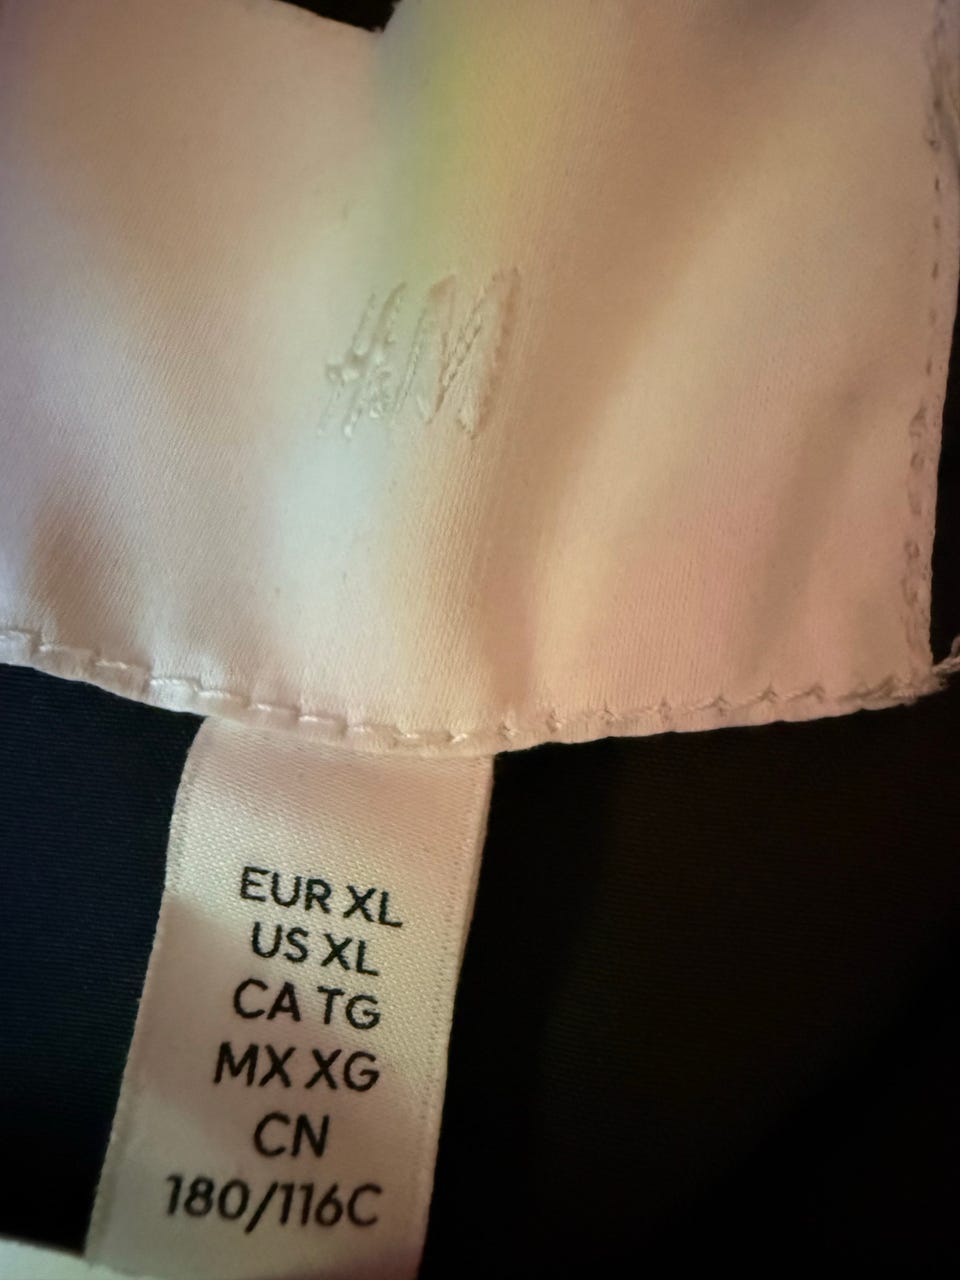 H&M
EUR XL
US XL
CA TG
MX XG
CN
180/116C